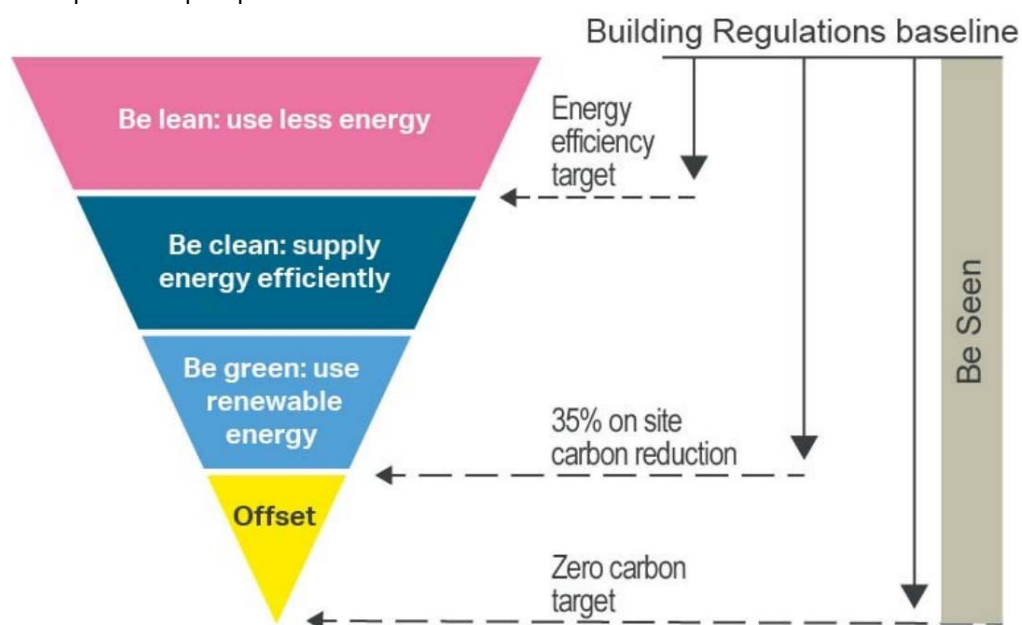 Building Regulations baseline
Be lean: use less energy
Energy
efficiency
target
Be clean: supply
energy efficiently
Be green: use
renewable
energy
35% on site
carbon reduction
Offset
Zero carbon
target
Be Seen